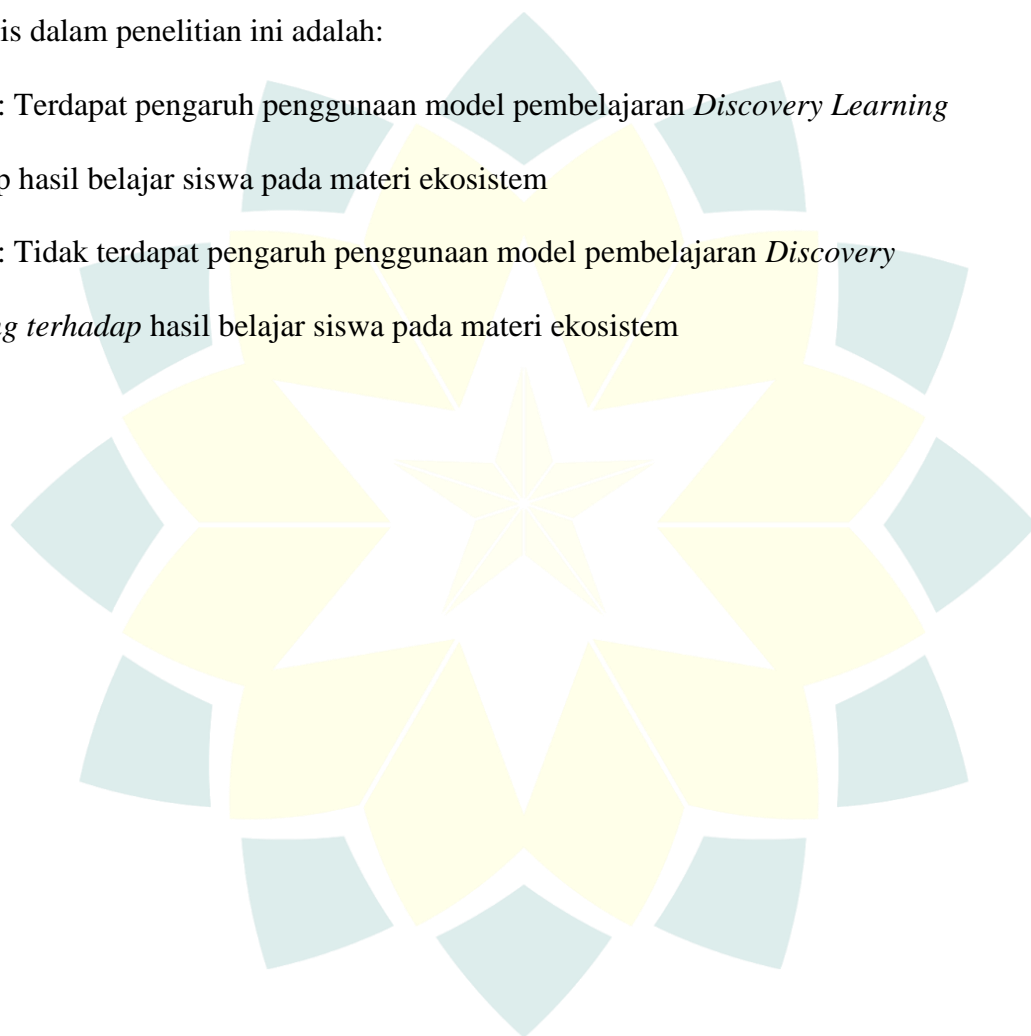 is dalam penelitian ini adalah:
: Terdapat pengaruh penggunaan model pembelajaran Discovery Learning
p hasil belajar siswa pada materi ekosistem
: Tidak terdapat pengaruh penggunaan model pembelajaran Discovery
g terhadap hasil belajar siswa pada materi ekosistem